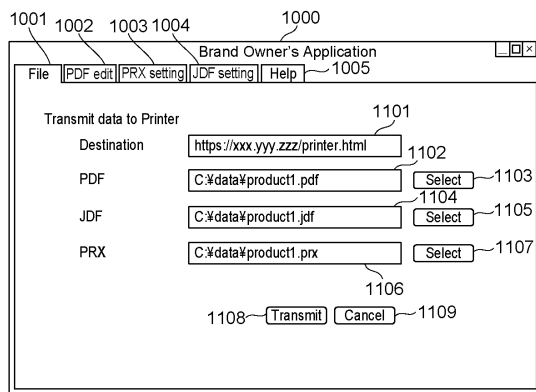 1000
1001
1002
1003
1004
Brand Owner's Application
File PDF edit PRX setting JDF setting Help 1005
Transmit data to Printer
1101
Destination https://xxx.yyy.zzz/printer.html
1102
PDF C:¥data¥product1.pdf Select 1103
1104
JDF C:¥data¥product1.jdf Select 1105
PRX C:¥data¥product1.prx Select 1107
1106
1108 Transmit Cancel 1109